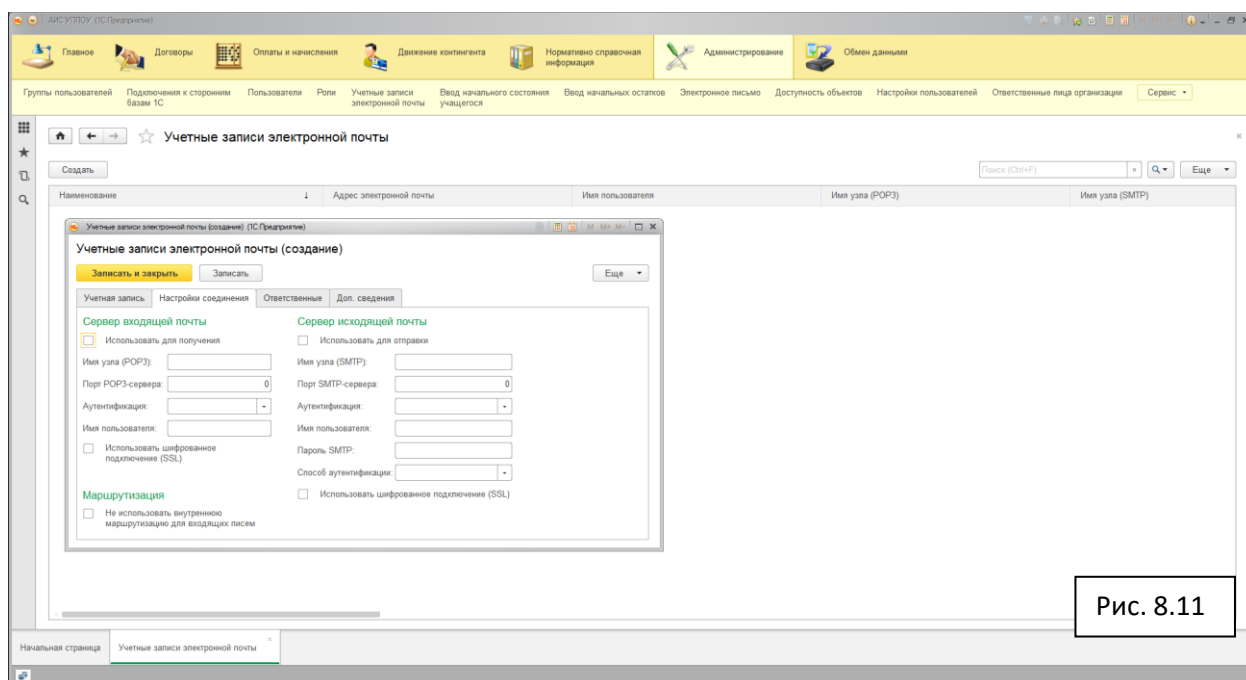 АИС УППОУ (1С:Предприятие)
Главное
Договоры
Оплаты и начисления
Движение контингента
Нормативно справочная
информация
Администрирование
Обмен данными
Группы пользователей
Подключения к сторонним
базам 1С
Пользователи
Роли
Учетные записи
электронной почты
Ввод начального состояния
учащегося
Ввод начальных остатков
Электронное письмо
Доступность объектов
Настройки пользователей
Ответственные лица организации
Сервис
Учетные записи электронной почты
Создать
Поиск (Ctrl+F)
Еще
Наименование
Адрес электронной почты
Имя пользователя
Имя узла (POP3)
Имя узла (SMTP)
Учетные записи электронной почты (создание) (1С:Предприятие)
M M+ M-
Учетные записи электронной почты (создание)
Записать и закрыть
Записать
Еще
Учетная запись
Настройки соединения
Ответственные
Доп. сведения
Сервер входящей почты
Использовать для получения
Имя узла (POP3):
Порт POP3-сервера: 0
Аутентификация:
Имя пользователя:
Использовать шифрованное
подключение (SSL)
Маршрутизация
Не использовать внутреннюю
маршрутизацию для входящих писем
Сервер исходящей почты
Использовать для отправки
Имя узла (SMTP):
Порт SMTP-сервера: 0
Аутентификация:
Имя пользователя:
Пароль SMTP:
Способ аутентификации:
Использовать шифрованное подключение (SSL)
Рис. 8.11
Начальная страница
Учетные записи электронной почты